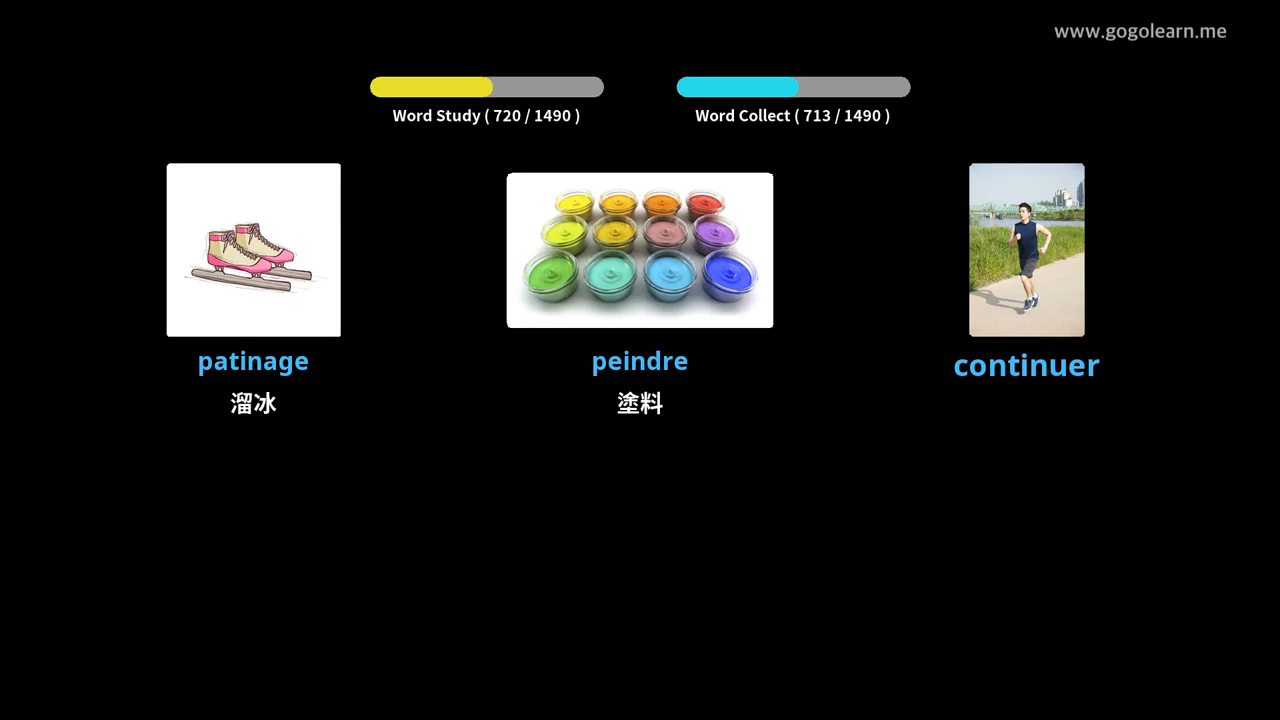 www.gogolearn.me
Word Study ( 720 / 1490 )
Word Collect ( 713 / 1490 )
patinage
溜冰
peindre
塗料
continuer